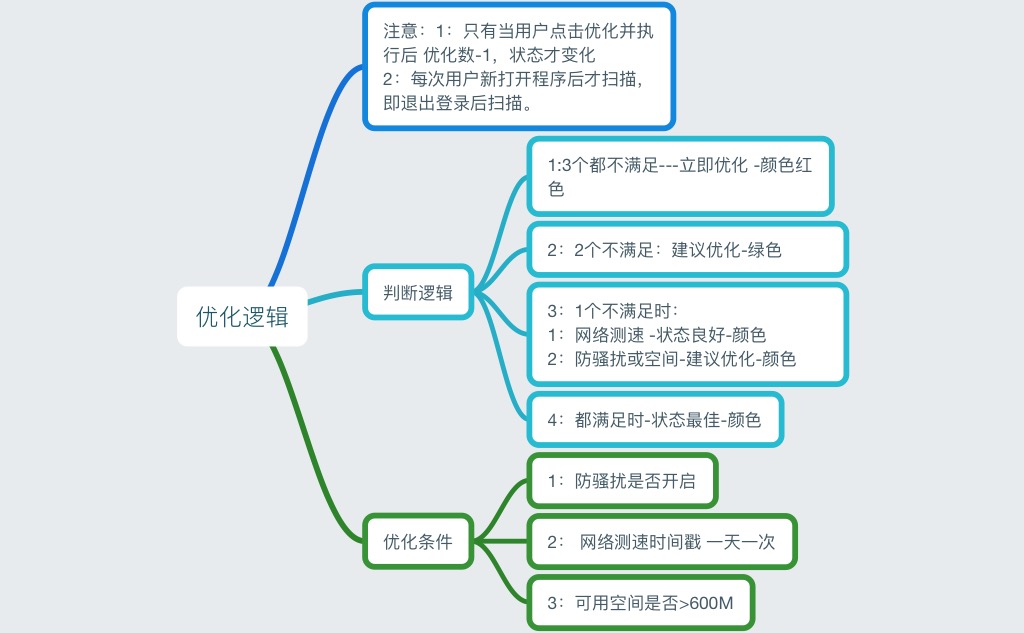 注意：1：只有当用户点击优化并执
行后 优化数-1，状态才变化
2：每次用户新打开程序后才扫描，
即退出登录后扫描。
1:3个都不满足---立即优化 -颜色红
色
2：2个不满足：建议优化-绿色
判断逻辑
3：1个不满足时：
1：网络测速 -状态良好-颜色
2：防骚扰或空间-建议优化-颜色
优化逻辑
4：都满足时-状态最佳-颜色
1：防骚扰是否开启
优化条件
2： 网络测速时间戳 一天一次
3：可用空间是否>600M